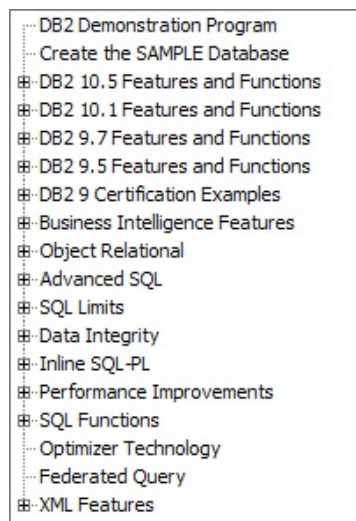 DB2 Demonstration Program
Create the SAMPLE Database
DB2 10.5 Features and Functions
DB2 10.1 Features and Functions
DB2 9.7 Features and Functions
DB2 9.5 Features and Functions
DB2 9 Certification Examples
Business Intelligence Features
Object Relational
Advanced SQL
SQL Limits
Data Integrity
Inline SQL-PL
Performance Improvements
SQL Functions
Optimizer Technology
Federated Query
XML Features